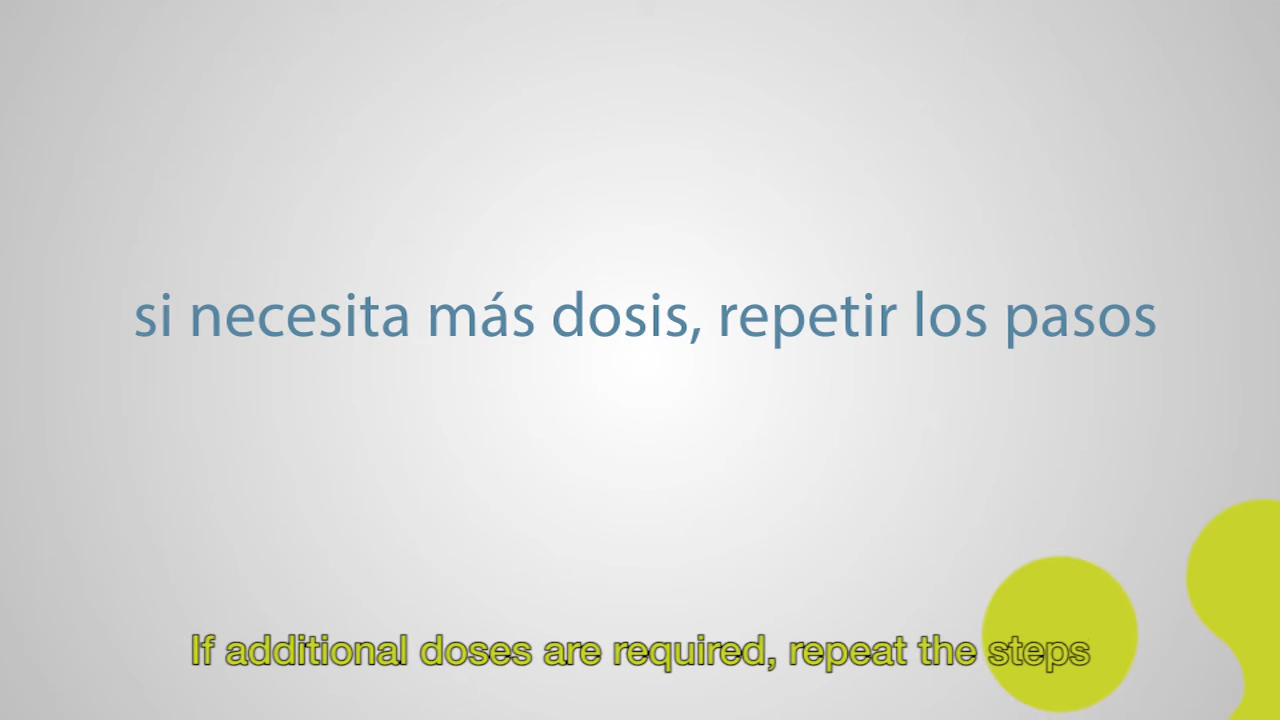 si necesita más dosis, repetir los pasos
If additional doses are required, repeat the steps